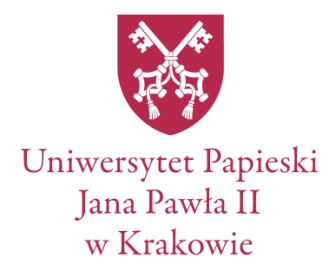 Uniwersytet Papieski
Jana Pawła II
w Krakowie